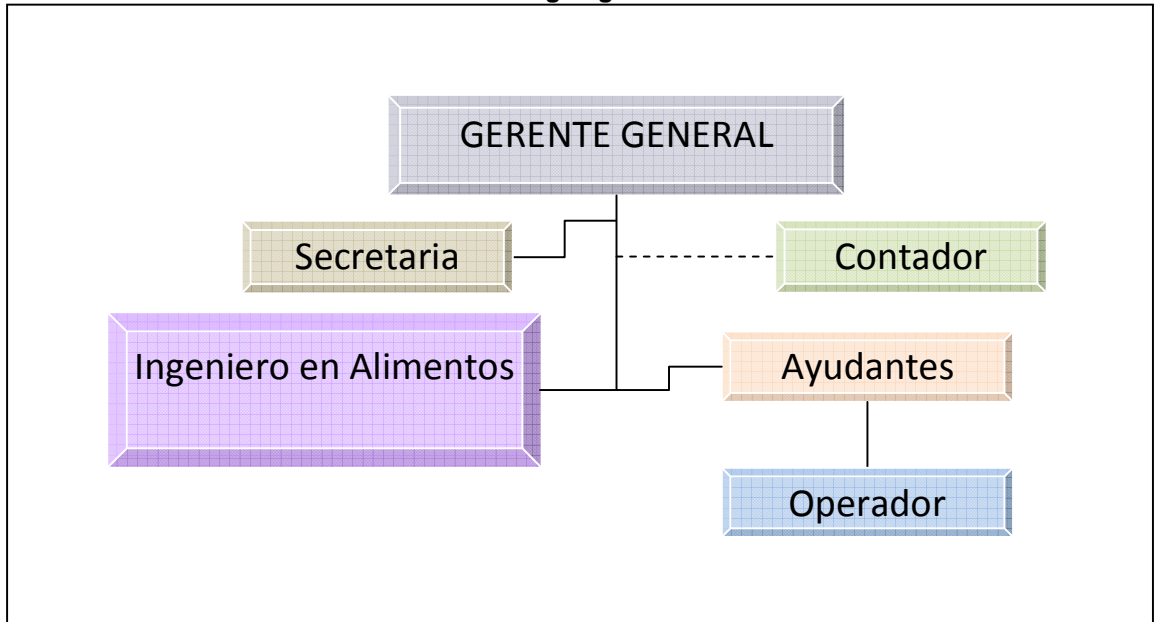 GERENTE GENERAL
Secretaria
Contador
Ingeniero en Alimentos
Ayudantes
Operador